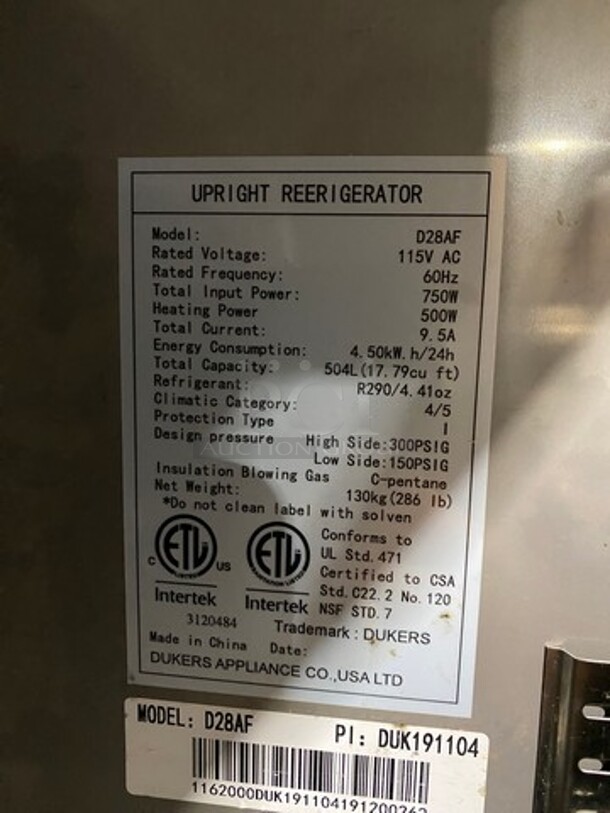 UPRIGHT REERIGERATOR
Model: D28AF
Rated Voltage: 115V AC
Rated Frequency: 60Hz
Total Input Power: 750W
Heating Power 500W
Total Current: 9.5A
Energy Consumption: 4.50kW.h/24h
Total Capacity: 504L(17.79cu ft)
Refrigerant: R290/4.41oz
Climatic Category: 4/5
Protection Type I
Design pressure High Side:300PSIG
Low Side:150PSIG
Insulation Blowing Gas C-pentane
Net Weight: 130kg(286 lb)
*Do not clean label with solven
Conforms to
UL Std.471
Certified to CSA
Std.C22.2 No.120
NSF STD.7
C ETL US
Intertek
3120484
ETL
Intertek
Trademark: DUKERS
Made in China Date:
DUKERS APPLIANCE CO.,USA LTD
MODEL: D28AF PI: DUK191104
1162000DUK191104191200262